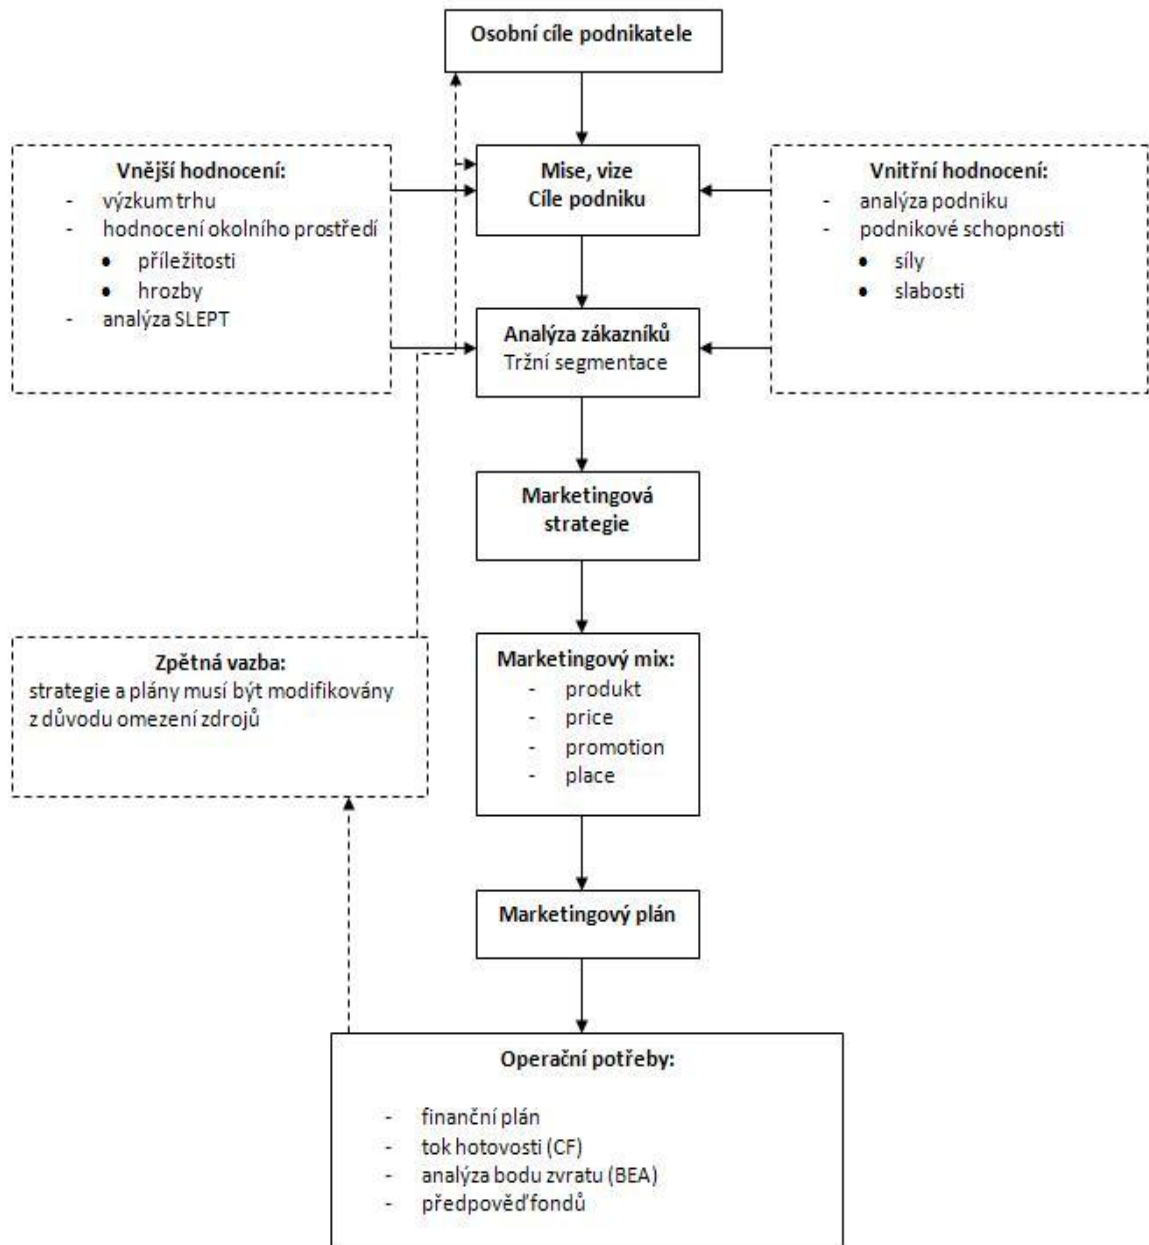 Osobní cíle podnikatele
Vnější hodnocení:
- výzkum trhu
- hodnocení okolního prostředí
• příležitosti
• hrozby
- analýza SLEPT
Mise, vize
Cíle podniku
Vnitřní hodnocení:
- analýza podniku
- podnikové schopnosti
• síly
• slabosti
Analýza zákazníků
Tržní segmentace
Marketingová
strategie
Zpětná vazba:
strategie a plány musí být modifikovány
z důvodu omezení zdrojů
Marketingový mix:
- produkt
- price
- promotion
- place
Marketingový plán
Operační potřeby:
- finanční plán
- tok hotovosti (CF)
- analýza bodu zvratu (BEA)
- předpověď fondů